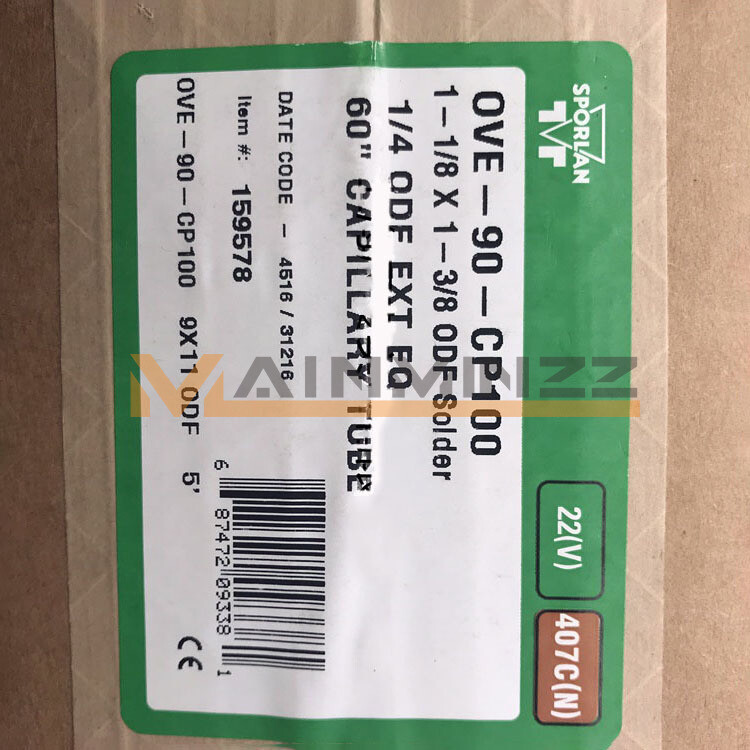 SPORLAN
22(V)
407C(N)
OVE-90-CP100
1-1/8 X 1-3/8 ODF Solder
1/4 ODF EXT EQ
60" CAPILLARY TUBE
DATE CODE - 4516 / 31216
Item #: 159578
OVE-90-CP100 9X11 ODF 5'
6 87472 09338 1
CE
MAINMINZZ